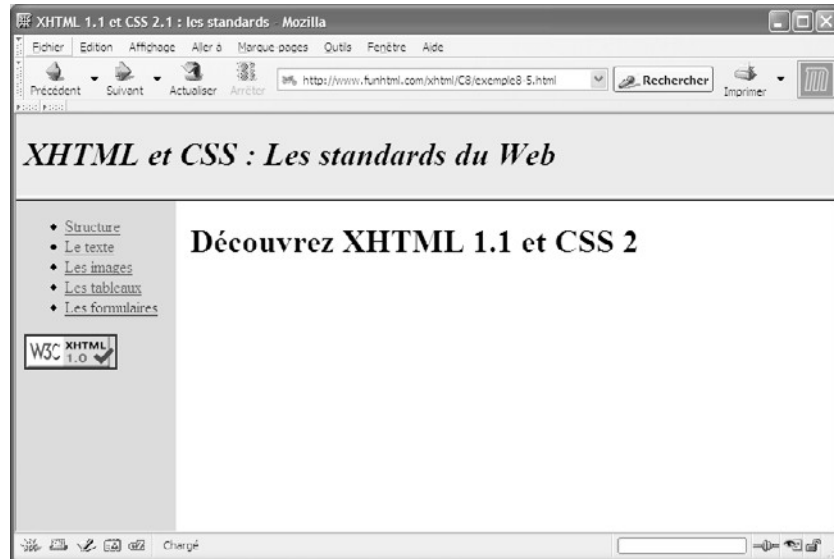 XHTML 1.1 et CSS 2.1 : les standards - Mozilla
Fichier Edition Affichage Aller à Marque-pages Outils Fenêtre Aide
http://www.funhtml.com/xhtml/C8/exemple8-5.html Rechercher
Précédent Suivant Actualiser Arrêter Imprimer
XHTML et CSS : Les standards du Web
Structure
Le texte
Les images
Les tableaux
Les formulaires
Découvrez XHTML 1.1 et CSS 2
W3C XHTML 1.0
Chargé